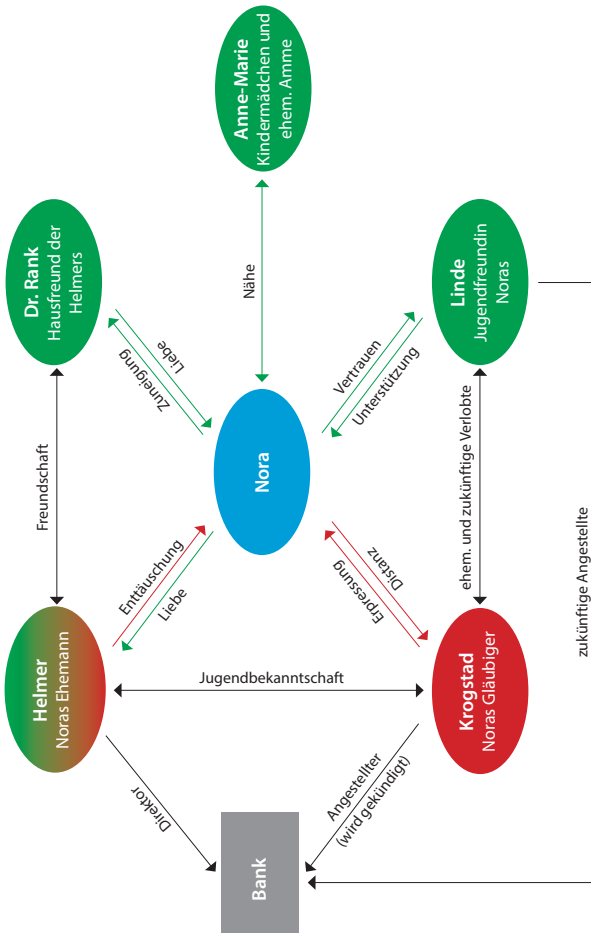 Helmer
Noras Ehemann
Freundschaft
Dr. Rank
Hausfreund der
Helmers
Direktor
Enttäuschung
Liebe
Zuneigung
Liebe
Bank
Jugendbekanntschaft
Nora
Nähe
Anne-Marie
Kindermädchen und
ehem. Amme
Angestellter
(wird gekündigt)
Erpressung
Distanz
Vertrauen
Unterstützung
Krogstad
Noras Gläubiger
ehem. und zukünftige Verlobte
Linde
Jugendfreundin
Noras
zukünftige Angestellte